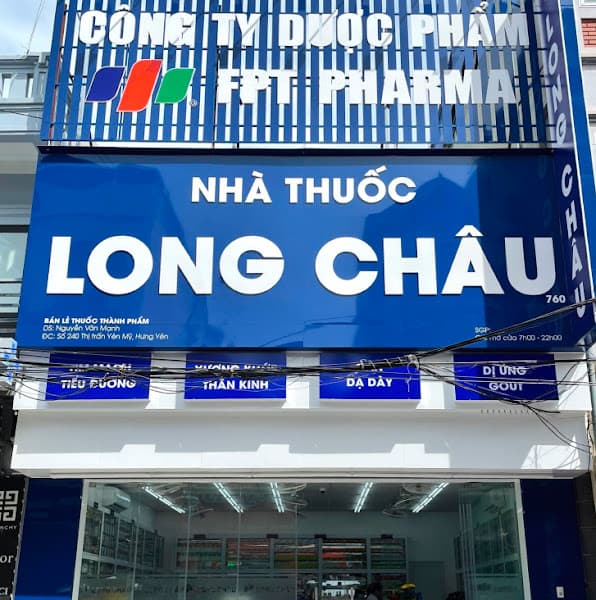 CÔNG TY DƯỢC PHẨM
FPT PHARMA
LONG CHÂU
NHÀ THUỐC
LONG CHÂU
760
BÁN LẺ THUỐC THÀNH PHẨM
DS: Nguyễn Văn Mạnh
ĐC: Số 240 Thị trấn Yên Mỹ, Hưng Yên
SGP:
cửa 7h00 - 22h00
TIỂU ĐƯỜNG
XƯƠNG KHỚP
THẦN KINH
DẠ DÀY
DỊ ỨNG
GOUT